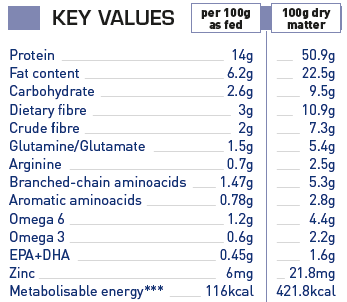 KEY VALUES per 100g as fed 100g dry matter
Protein 14g 50.9g
Fat content 6.2g 22.5g
Carbohydrate 2.6g 9.5g
Dietary fibre 3g 10.9g
Crude fibre 2g 7.3g
Glutamine/Glutamate 1.5g 5.4g
Arginine 0.7g 2.5g
Branched-chain aminoacids 1.47g 5.3g
Aromatic aminoacids 0.78g 2.8g
Omega 6 1.2g 4.4g
Omega 3 0.6g 2.2g
EPA+DHA 0.45g 1.6g
Zinc 6mg 21.8mg
Metabolisable energy*** 116kcal 421.8kcal